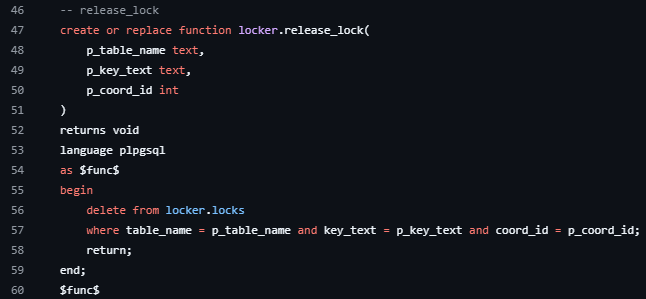 46 -- release_lock
47 create or replace function locker.release_lock(
48 p_table_name text,
49 p_key_text text,
50 p_coord_id int
51 )
52 returns void
53 language plpgsql
54 as $func$
55 begin
56 delete from locker.locks
57 where table_name = p_table_name and key_text = p_key_text and coord_id = p_coord_id;
58 return;
59 end;
60 $func$